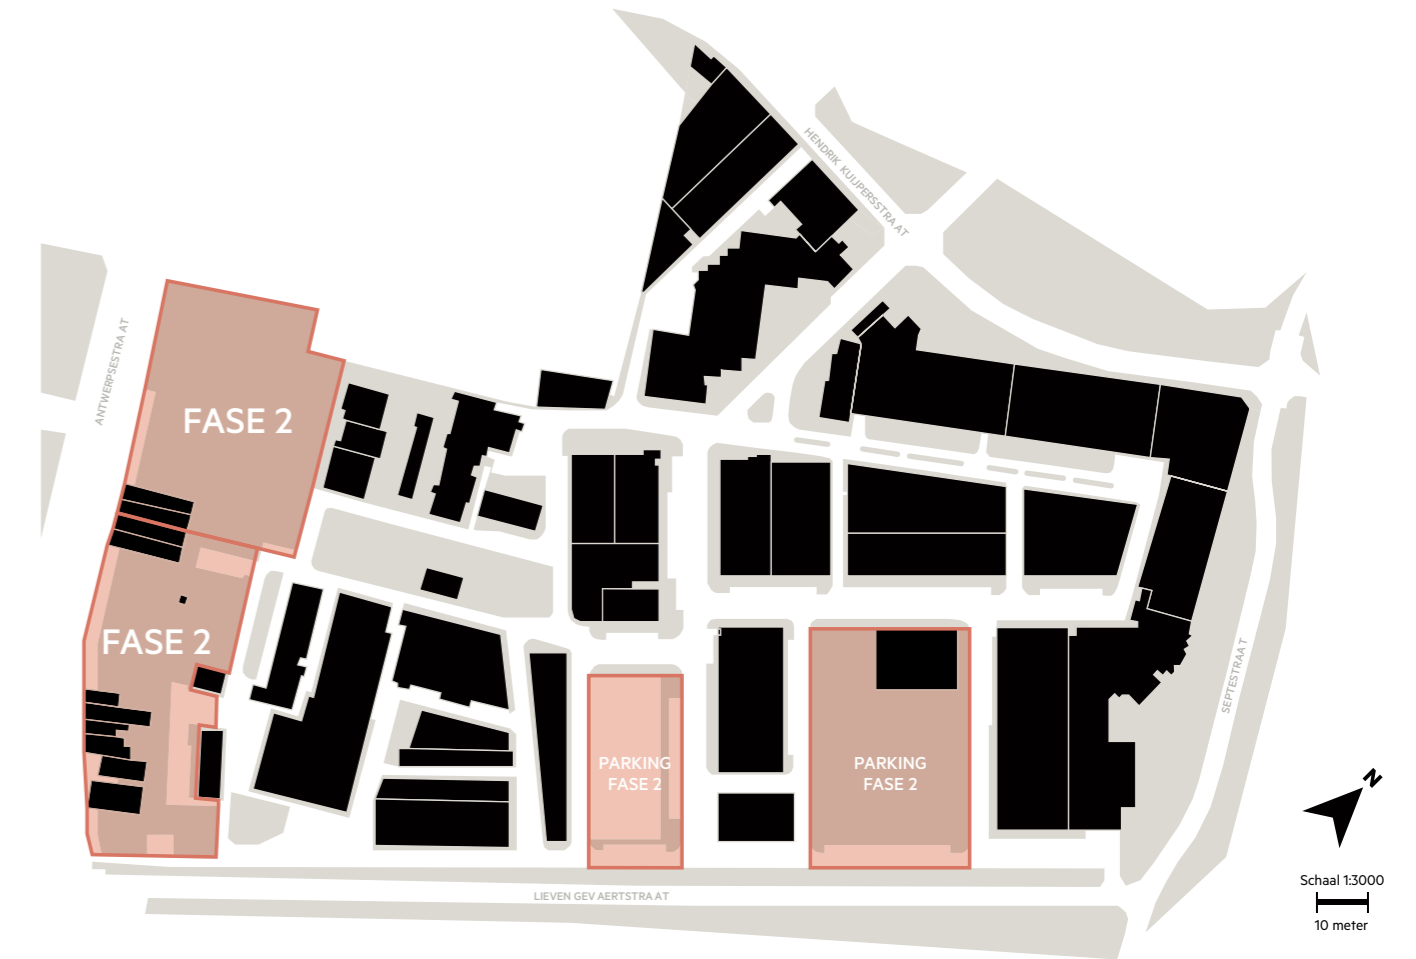 HENDRIK KUIJPERSSTRAAT
ANTWERPSESTRAAT
FASE 2
FASE 2
SEPTESTRAAT
PARKING
FASE 2
PARKING
FASE 2
N
Schaal 1:3000
10 meter
LIEVEN GEVAERTSTRAAT